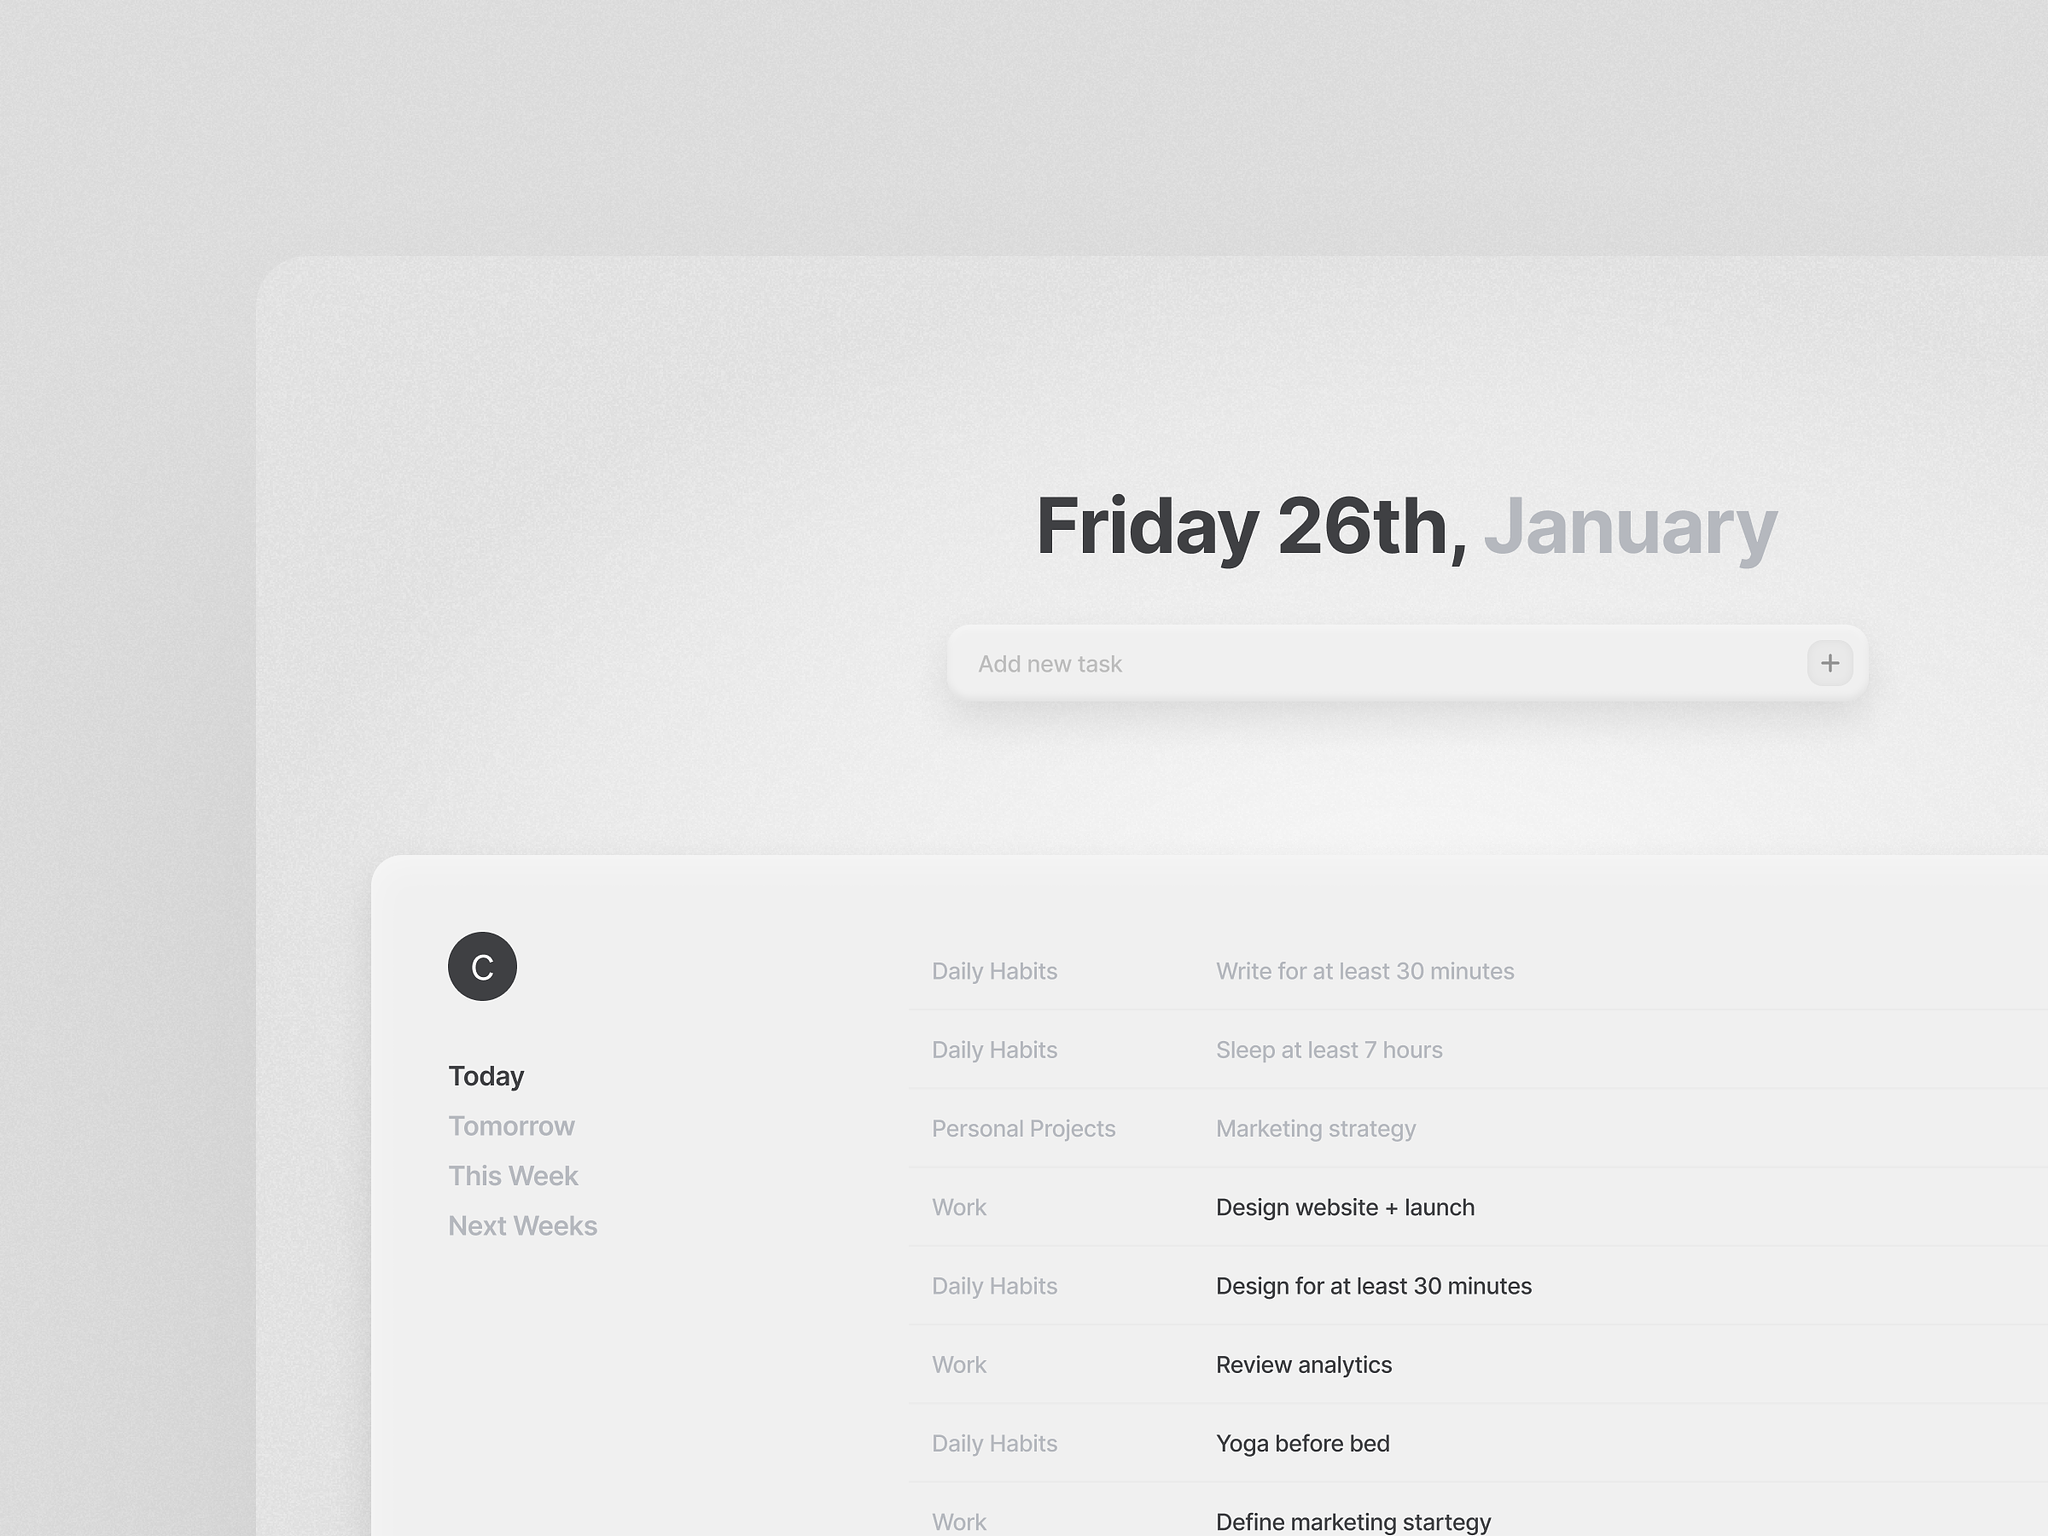 Friday 26th, January
Add new task
C
Today
Tomorrow
This Week
Next Weeks
Daily Habits Write for at least 30 minutes
Daily Habits Sleep at least 7 hours
Personal Projects Marketing strategy
Work Design website + launch
Daily Habits Design for at least 30 minutes
Work Review analytics
Daily Habits Yoga before bed
Work Define marketing startegy